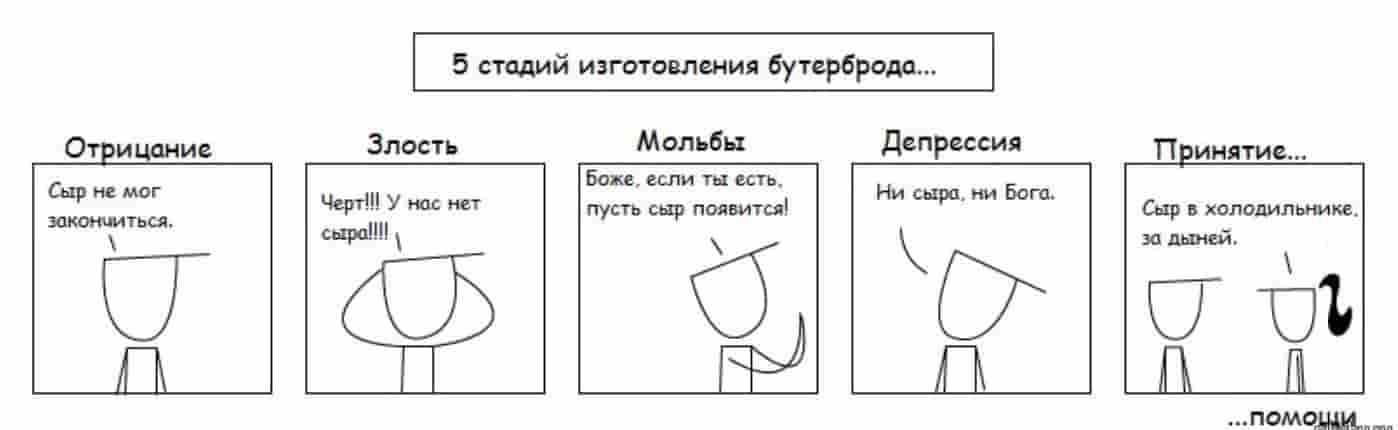 5 стадий изготовления бутерброда...
Отрицание
Сыр не мог
закончиться.
Злость
Черт!!! У нас нет
сыра!!!!
Мольбы
Боже, если ты есть,
пусть сыр появится!
Депрессия
Ни сыра, ни Бога.
Принятие...
Сыр в холодильнике,
за дыней.
...помощи